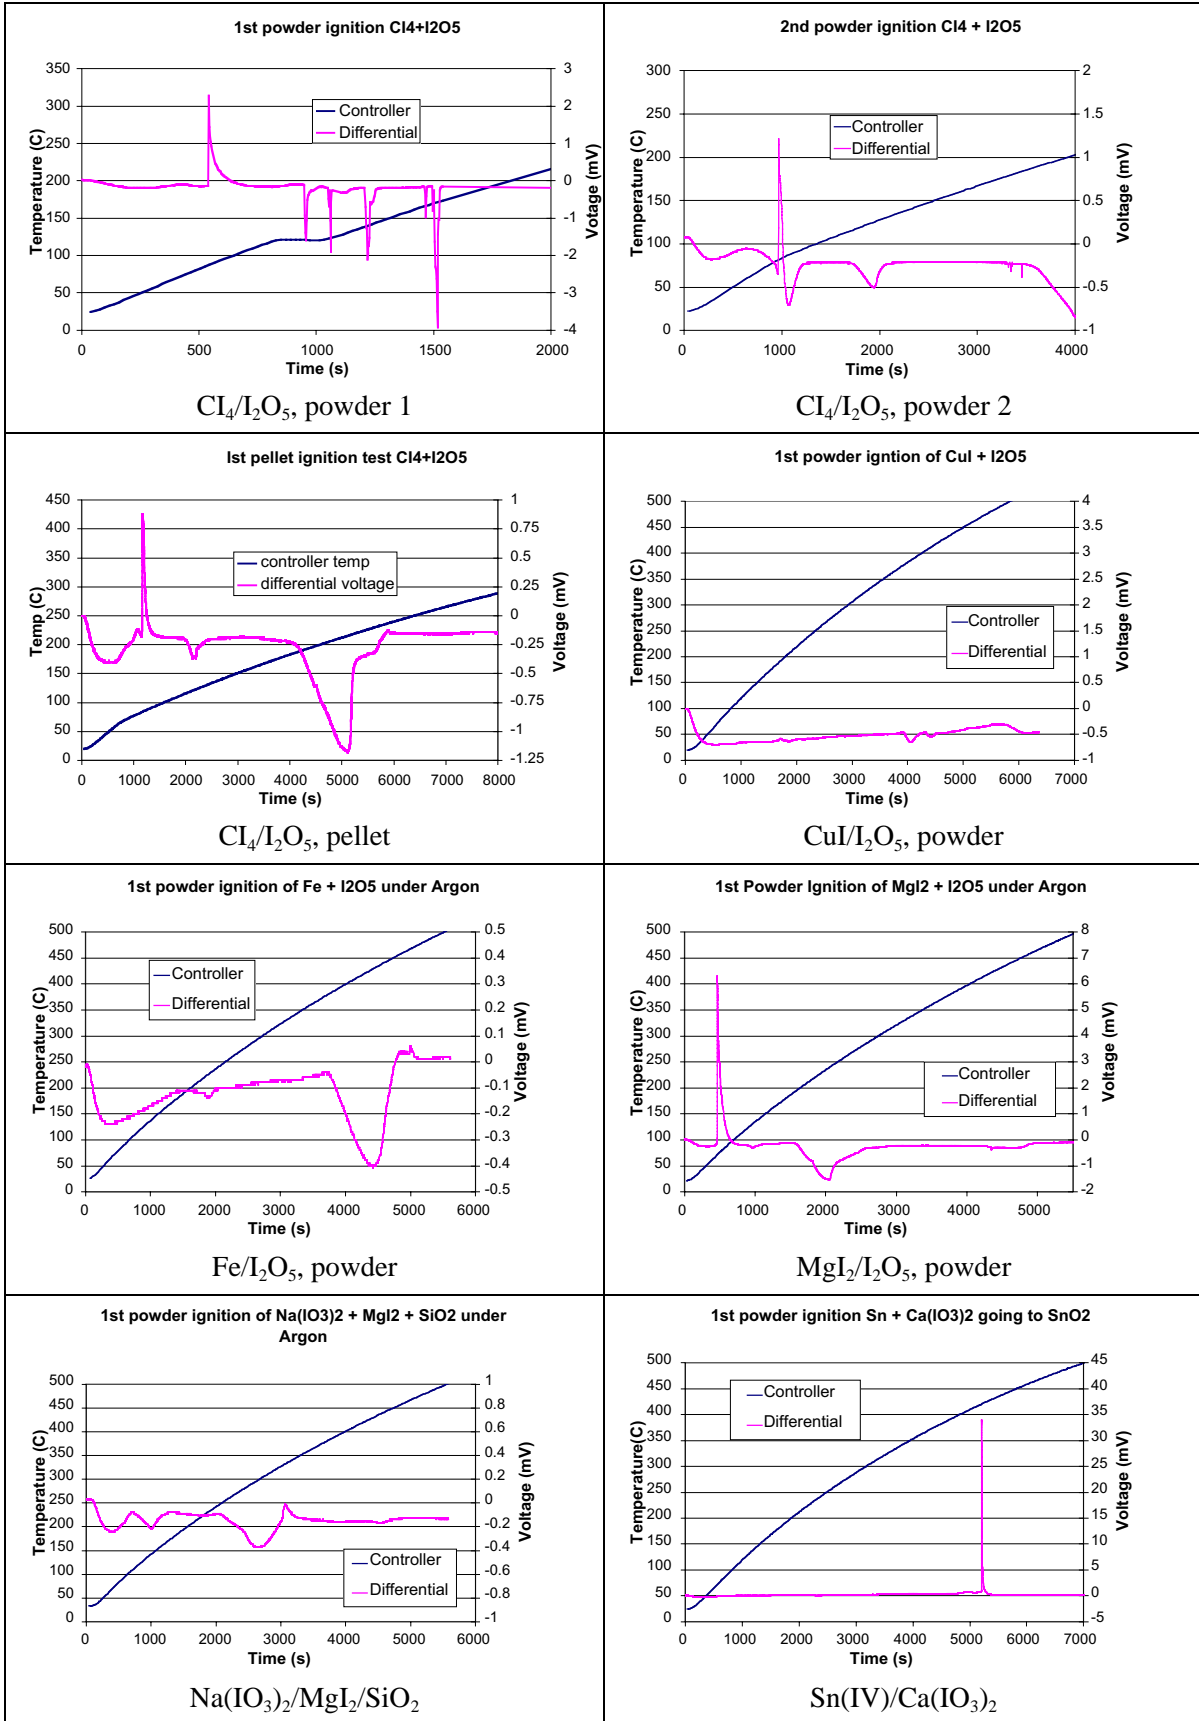 1st powder ignition CI4+I2O5
350
300
250
200
150
100
50
0
Temperature (C)
3
2
1
0
-1
-2
-3
-4
Votage (mV)
Controller
Differential
0 500 1000 1500 2000
Time (s)
CI₄/I₂O₅, powder 1
2nd powder ignition CI4 + I2O5
300
250
200
150
100
50
0
Temperature (C)
2
1.5
1
0.5
0
-0.5
-1
Voltage (mV)
Controller
Differential
0 1000 2000 3000 4000
Time (s)
CI₄/I₂O₅, powder 2
Ist pellet ignition test CI4+I2O5
450
400
350
300
250
200
150
100
50
0
Temp (C)
1
0.75
0.5
0.25
0
-0.25
-0.5
-0.75
-1
-1.25
Voltage (mV)
controller temp
differential voltage
0 1000 2000 3000 4000 5000 6000 7000 8000
Time (s)
CI₄/I₂O₅, pellet
1st powder igntion of CuI + I2O5
500
450
400
350
300
250
200
150
100
50
0
Temperature (C)
4
3.5
3
2.5
2
1.5
1
0.5
0
-0.5
-1
Voltage (mV)
Controller
Differential
0 1000 2000 3000 4000 5000 6000 7000
Time (s)
CuI/I₂O₅, powder
1st powder ignition of Fe + I2O5 under Argon
500
450
400
350
300
250
200
150
100
50
0
Temperature (C)
0.5
0.4
0.3
0.2
0.1
0
-0.1
-0.2
-0.3
-0.4
-0.5
Voltage (mV)
Controller
Differential
0 1000 2000 3000 4000 5000 6000
Time (s)
Fe/I₂O₅, powder
1st Powder Ignition of MgI2 + I2O5 under Argon
500
450
400
350
300
250
200
150
100
50
0
Temperature (C)
8
7
6
5
4
3
2
1
0
-1
-2
Voltage (mV)
Controller
Differential
0 1000 2000 3000 4000 5000
Time (s)
MgI₂/I₂O₅, powder
1st powder ignition of Na(IO3)2 + MgI2 + SiO2 under
Argon
500
450
400
350
300
250
200
150
100
50
0
Temperature (C)
1
0.8
0.6
0.4
0.2
0
-0.2
-0.4
-0.6
-0.8
-1
Voltage (mV)
Controller
Differential
0 1000 2000 3000 4000 5000 6000
Time (s)
Na(IO₃)₂/MgI₂/SiO₂
1st powder ignition Sn + Ca(IO3)2 going to SnO2
500
450
400
350
300
250
200
150
100
50
0
Temperature(C)
45
40
35
30
25
20
15
10
5
0
-5
Voltage (mV)
Controller
Differential
0 1000 2000 3000 4000 5000 6000 7000
Time (s)
Sn(IV)/Ca(IO₃)₂